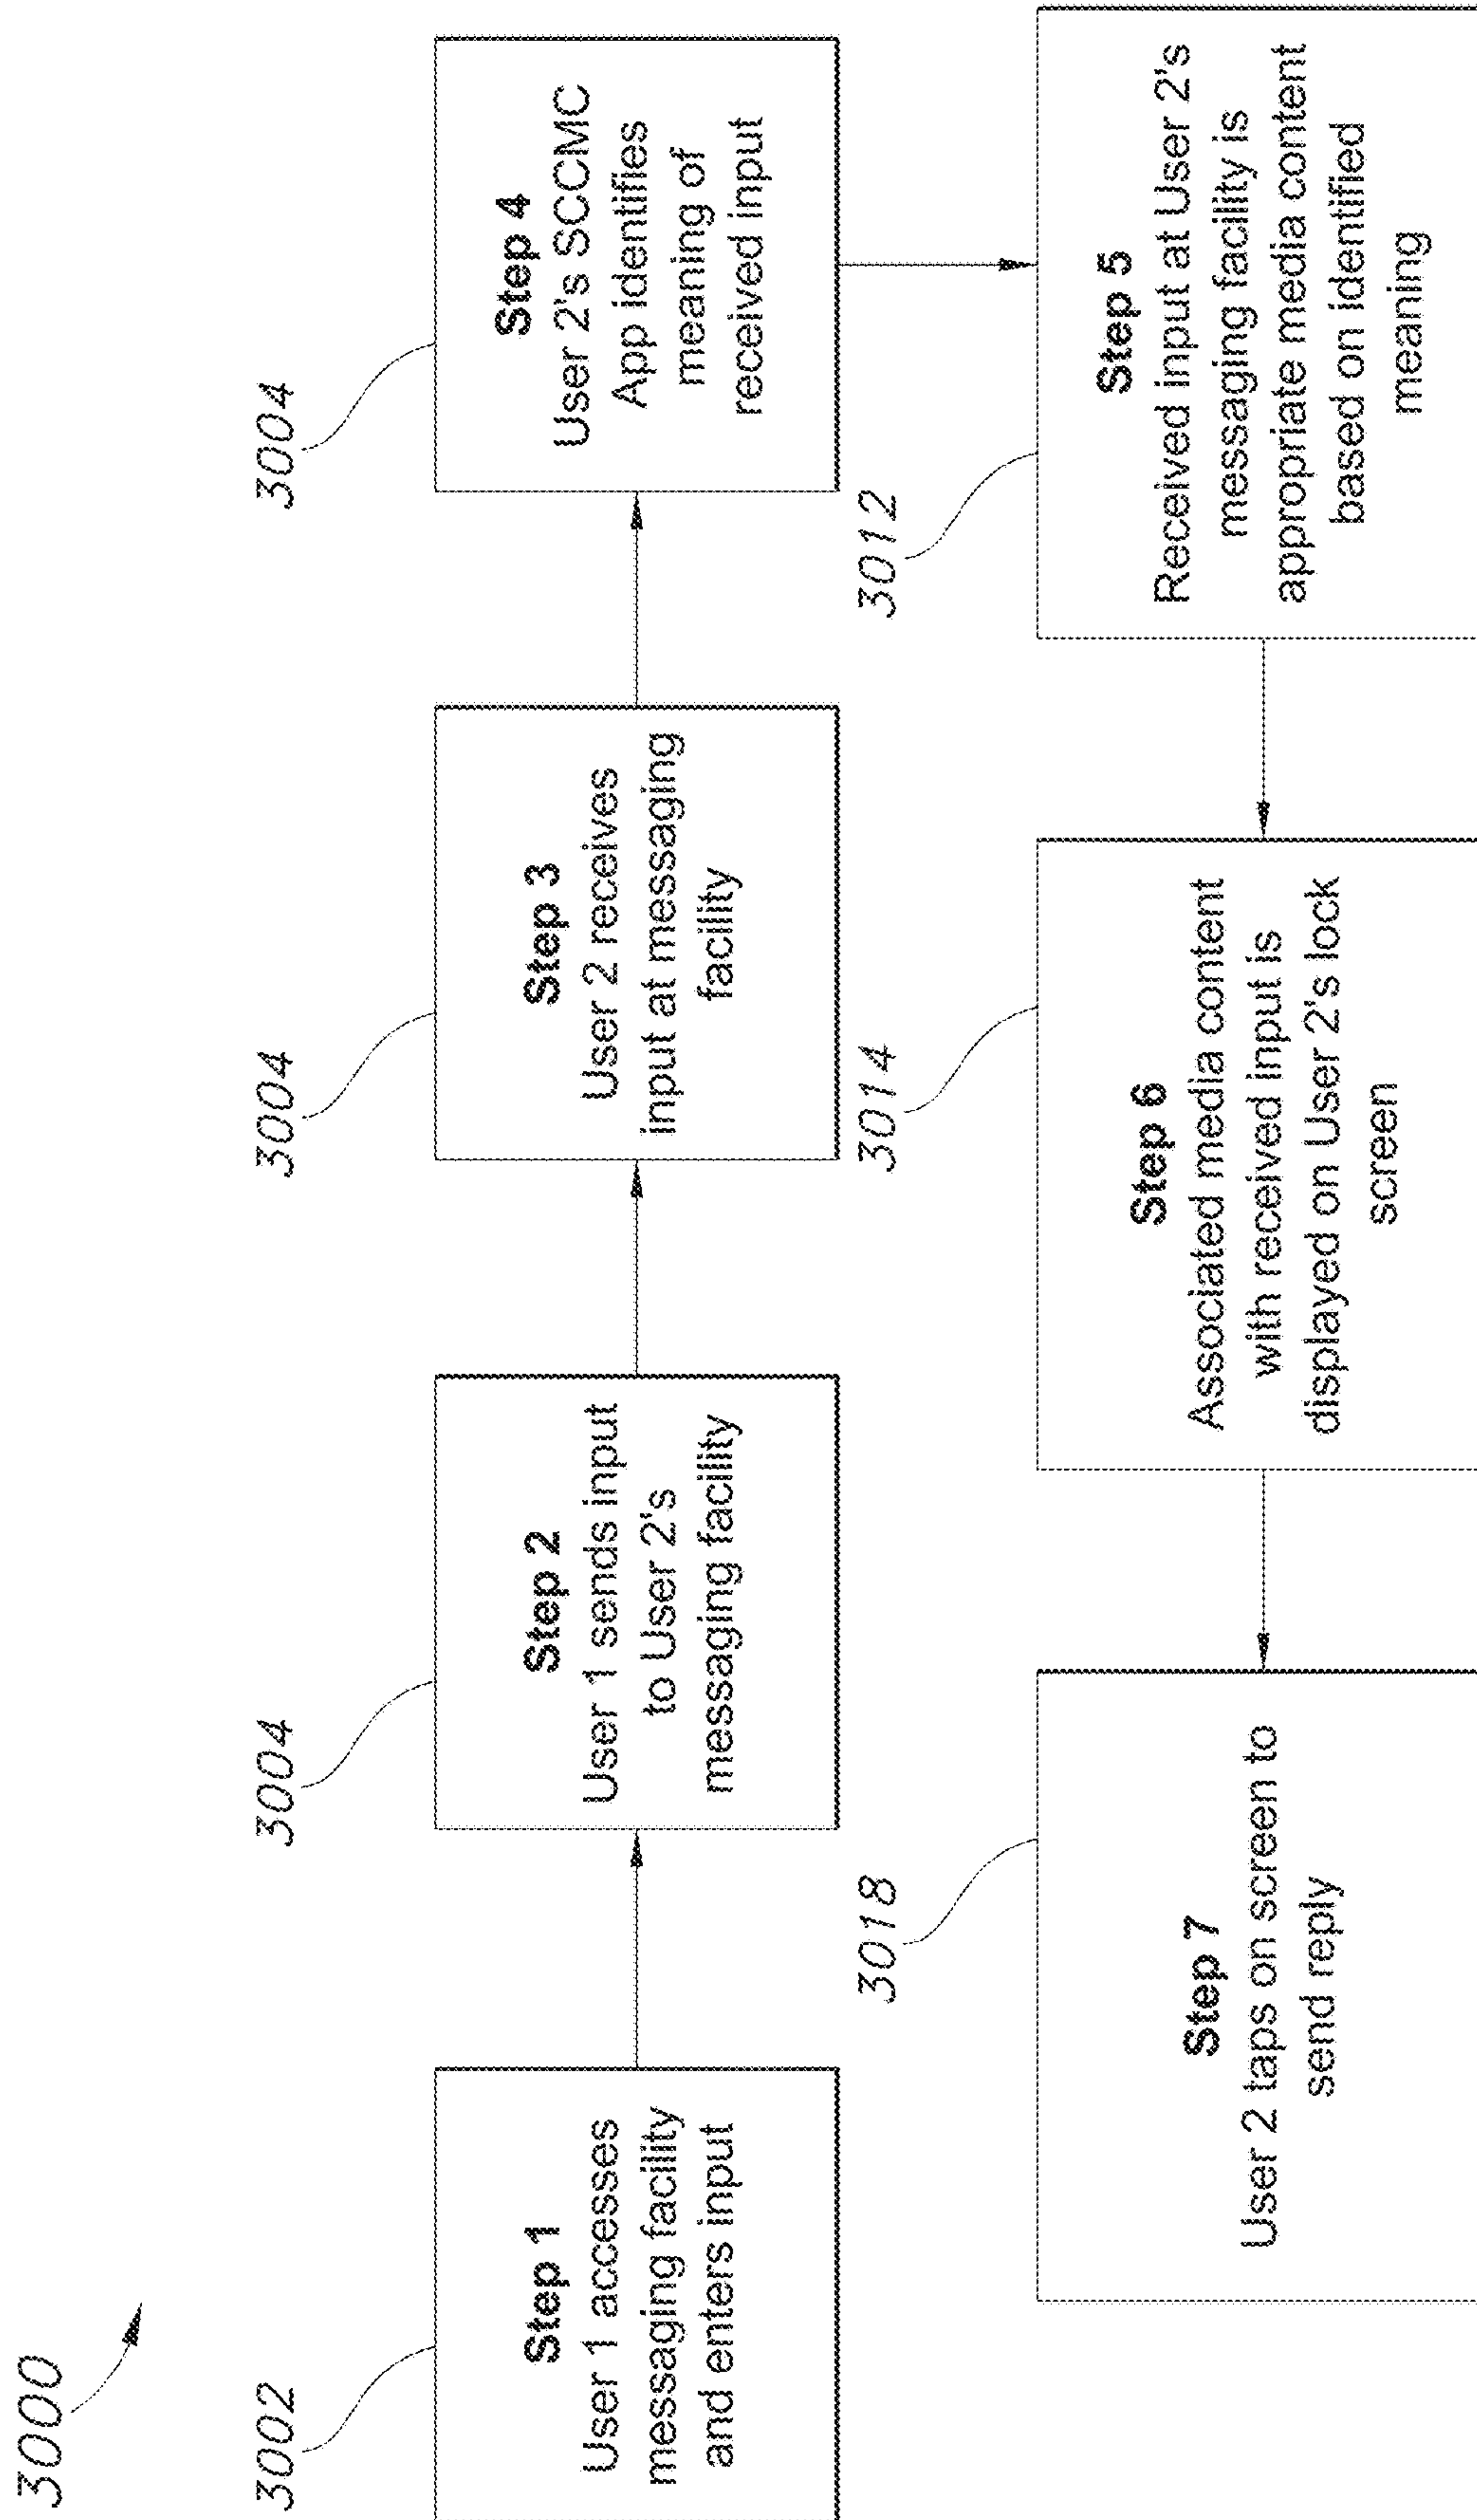 3000
3002
Step 1
User 1 accesses
messaging facility
and enters input
3004
Step 2
User 1 sends input
to User 2's
messaging facility
3004
Step 3
User 2 receives
input at messaging
facility
3004
Step 4
User 2's SCCMC
App identifies
meaning of
received input
3012
Step 5
Received input at User 2's
messaging facility is
appropriate media content
based on identified
meaning
3014
Step 6
Associated media content
with received input is
displayed on User 2's lock
screen
3018
Step 7
User 2 taps on screen to
send reply